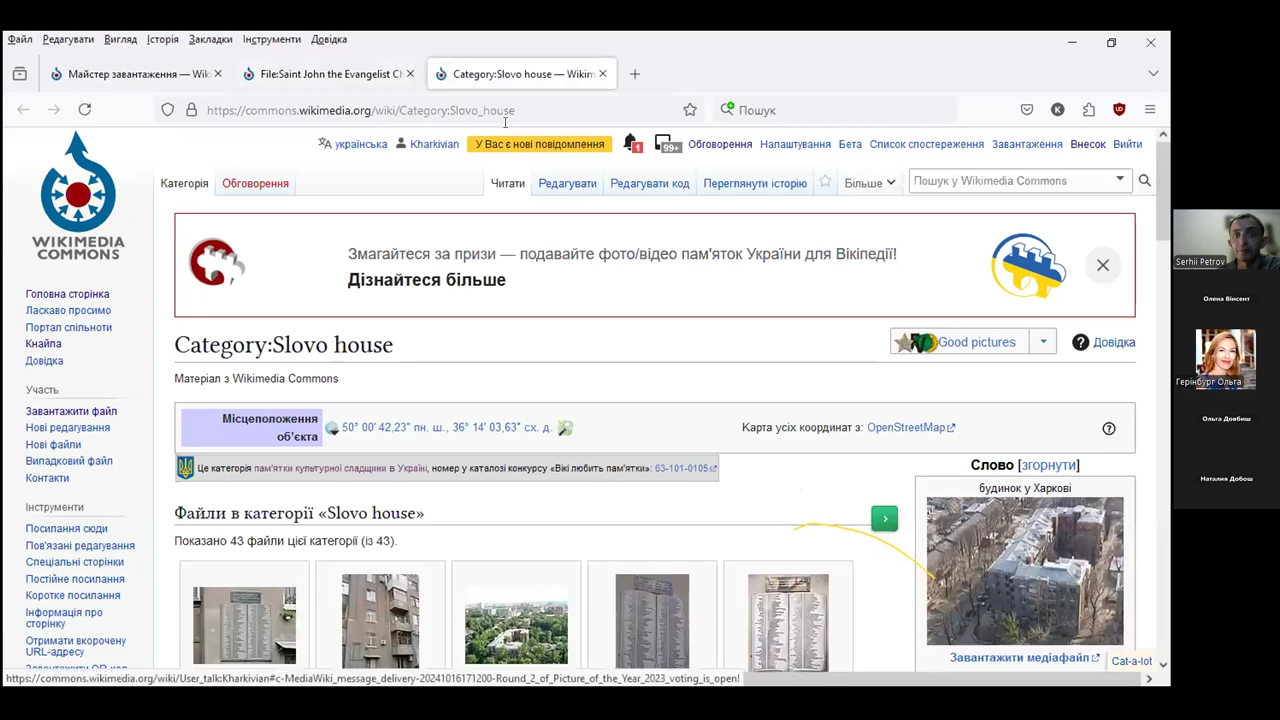 Файл Редагувати Вигляд Історія Закладки Інструменти Довідка
Майстер завантаження — Wiki
File:Saint John the Evangelist Ch
Category:Slovo house — Wikim
https://commons.wikimedia.org/wiki/Category:Slovo_house
Пошук
українська Kharkivian У Вас є нові повідомлення 1 99+ Обговорення Налаштування Бета Список спостереження Завантаження Внесок Вийти
Категорія Обговорення Читати Редагувати Редагувати код Переглянути історію Більше Пошук у Wikimedia Commons
WIKIMEDIA
COMMONS
Змагайтеся за призи — подавайте фото/відео пам'яток України для Вікіпедії!
Дізнайтеся більше
Головна сторінка
Ласкаво просимо
Портал спільноти
Кнайпа
Довідка
Участь
Завантажити файл
Нові редагування
Нові файли
Випадковий файл
Контакти
Інструменти
Посилання сюди
Пов'язані редагування
Спеціальні сторінки
Постійне посилання
Коротке посилання
Інформація про
сторінку
Отримати вкорочену
URL-адресу
Category:Slovo house
Good pictures
Довідка
Матеріал з Wikimedia Commons
Місцеположення
об'єкта
50° 00′ 42,23″ пн. ш., 36° 14′ 03,63″ сх. д.
Карта усіх координат з: OpenStreetMap
Це категорія пам'ятки культурної спадщини в Україні, номер у каталозі конкурсу «Вікі любить пам'ятки»: 63-101-0105
Слово [згорнути]
будинок у Харкові
Файли в категорії «Slovo house»
Показано 43 файли цієї категорії (із 43).
Завантажити медіафайл
Cat-a-lot
https://commons.wikimedia.org/wiki/User_talk:Kharkivian#c-MediaWiki_message_delivery-20241016171200-Round_2_of_Picture_of_the_Year_2023_voting_is_open!
Serhii Petrov
Олена Вінсент
Герінбург Ольга
Ольга Довбиш
Наталия Добош